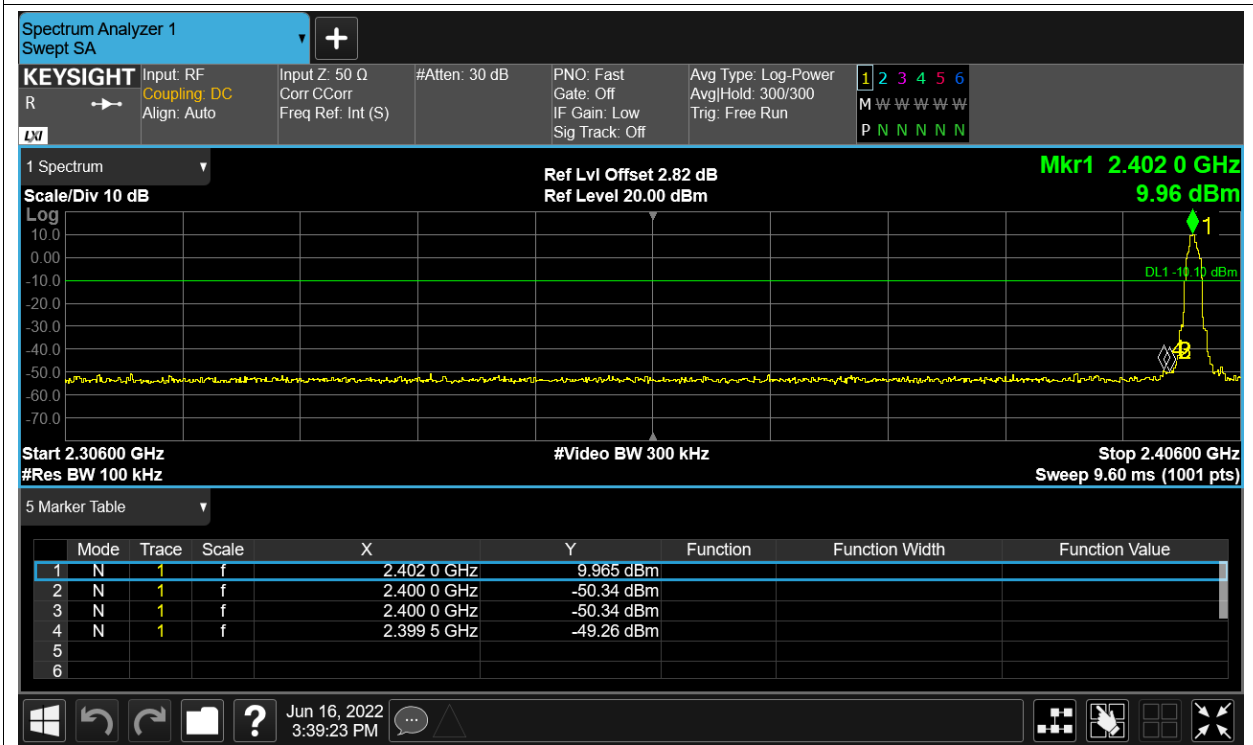 Spectrum Analyzer 1
Swept SA
KEYSIGHT Input: RF Input Z: 50 Ω #Atten: 30 dB PNO: Fast Avg Type: Log-Power 1 2 3 4 5 6
R Coupling: DC Corr CCorr Gate: Off Avg|Hold: 300/300 M W W W W W
Align: Auto Freq Ref: Int (S) IF Gain: Low Trig: Free Run
LXI Sig Track: Off P N N N N N
1 Spectrum Ref Lvl Offset 2.82 dB Mkr1 2.402 0 GHz
Scale/Div 10 dB Ref Level 20.00 dBm 9.96 dBm
Log
1
10.0
0.00
DL1 -10.10 dBm
-10.0
-20.0
-30.0
-40.0
-50.0
-60.0
-70.0
Start 2.30600 GHz #Video BW 300 kHz Stop 2.40600 GHz
#Res BW 100 kHz Sweep 9.60 ms (1001 pts)
5 Marker Table
Mode Trace Scale X Y Function Function Width Function Value
1 N 1 f 2.402 0 GHz 9.965 dBm
2 N 1 f 2.400 0 GHz -50.34 dBm
3 N 1 f 2.400 0 GHz -50.34 dBm
4 N 1 f 2.399 5 GHz -49.26 dBm
5
6
? Jun 16, 2022
3:39:23 PM